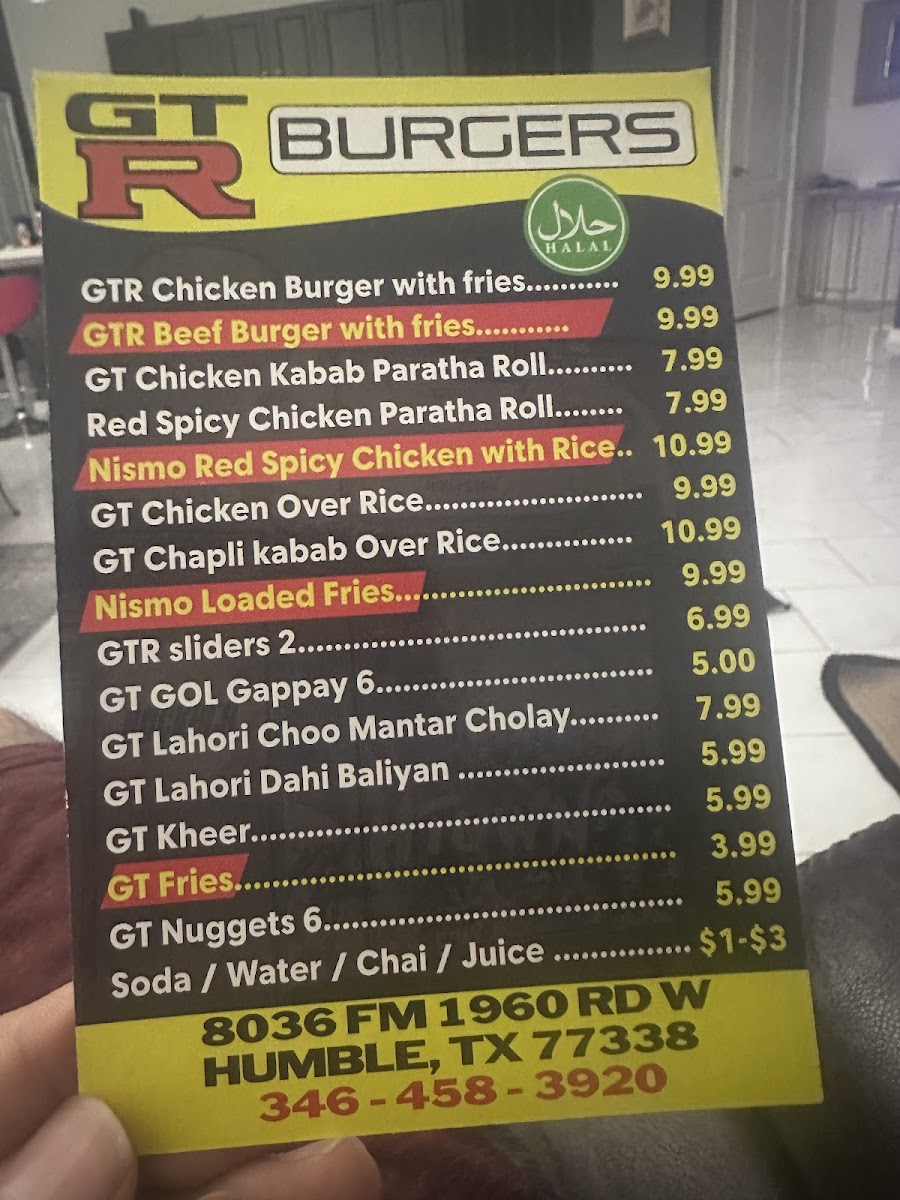 GT
R BURGERS
حلال
HALAL
GTR Chicken Burger with fries........... 9.99
GTR Beef Burger with fries........... 9.99
GT Chicken Kabab Paratha Roll.......... 7.99
Red Spicy Chicken Paratha Roll........ 7.99
Nismo Red Spicy Chicken with Rice.. 10.99
GT Chicken Over Rice.......................... 9.99
GT Chapli kabab Over Rice............... 10.99
Nismo Loaded Fries.............................. 9.99
GTR sliders 2........................................ 6.99
GT GOL Gappay 6................................ 5.00
GT Lahori Choo Mantar Cholay.......... 7.99
GT Lahori Dahi Baliyan ........................ 5.99
GT Kheer................................................ 5.99
GT Fries.................................................. 3.99
GT Nuggets 6......................................... 5.99
Soda / Water / Chai / Juice ................ $1-$3
8036 FM 1960 RD W
HUMBLE, TX 77338
346 - 458 - 3920